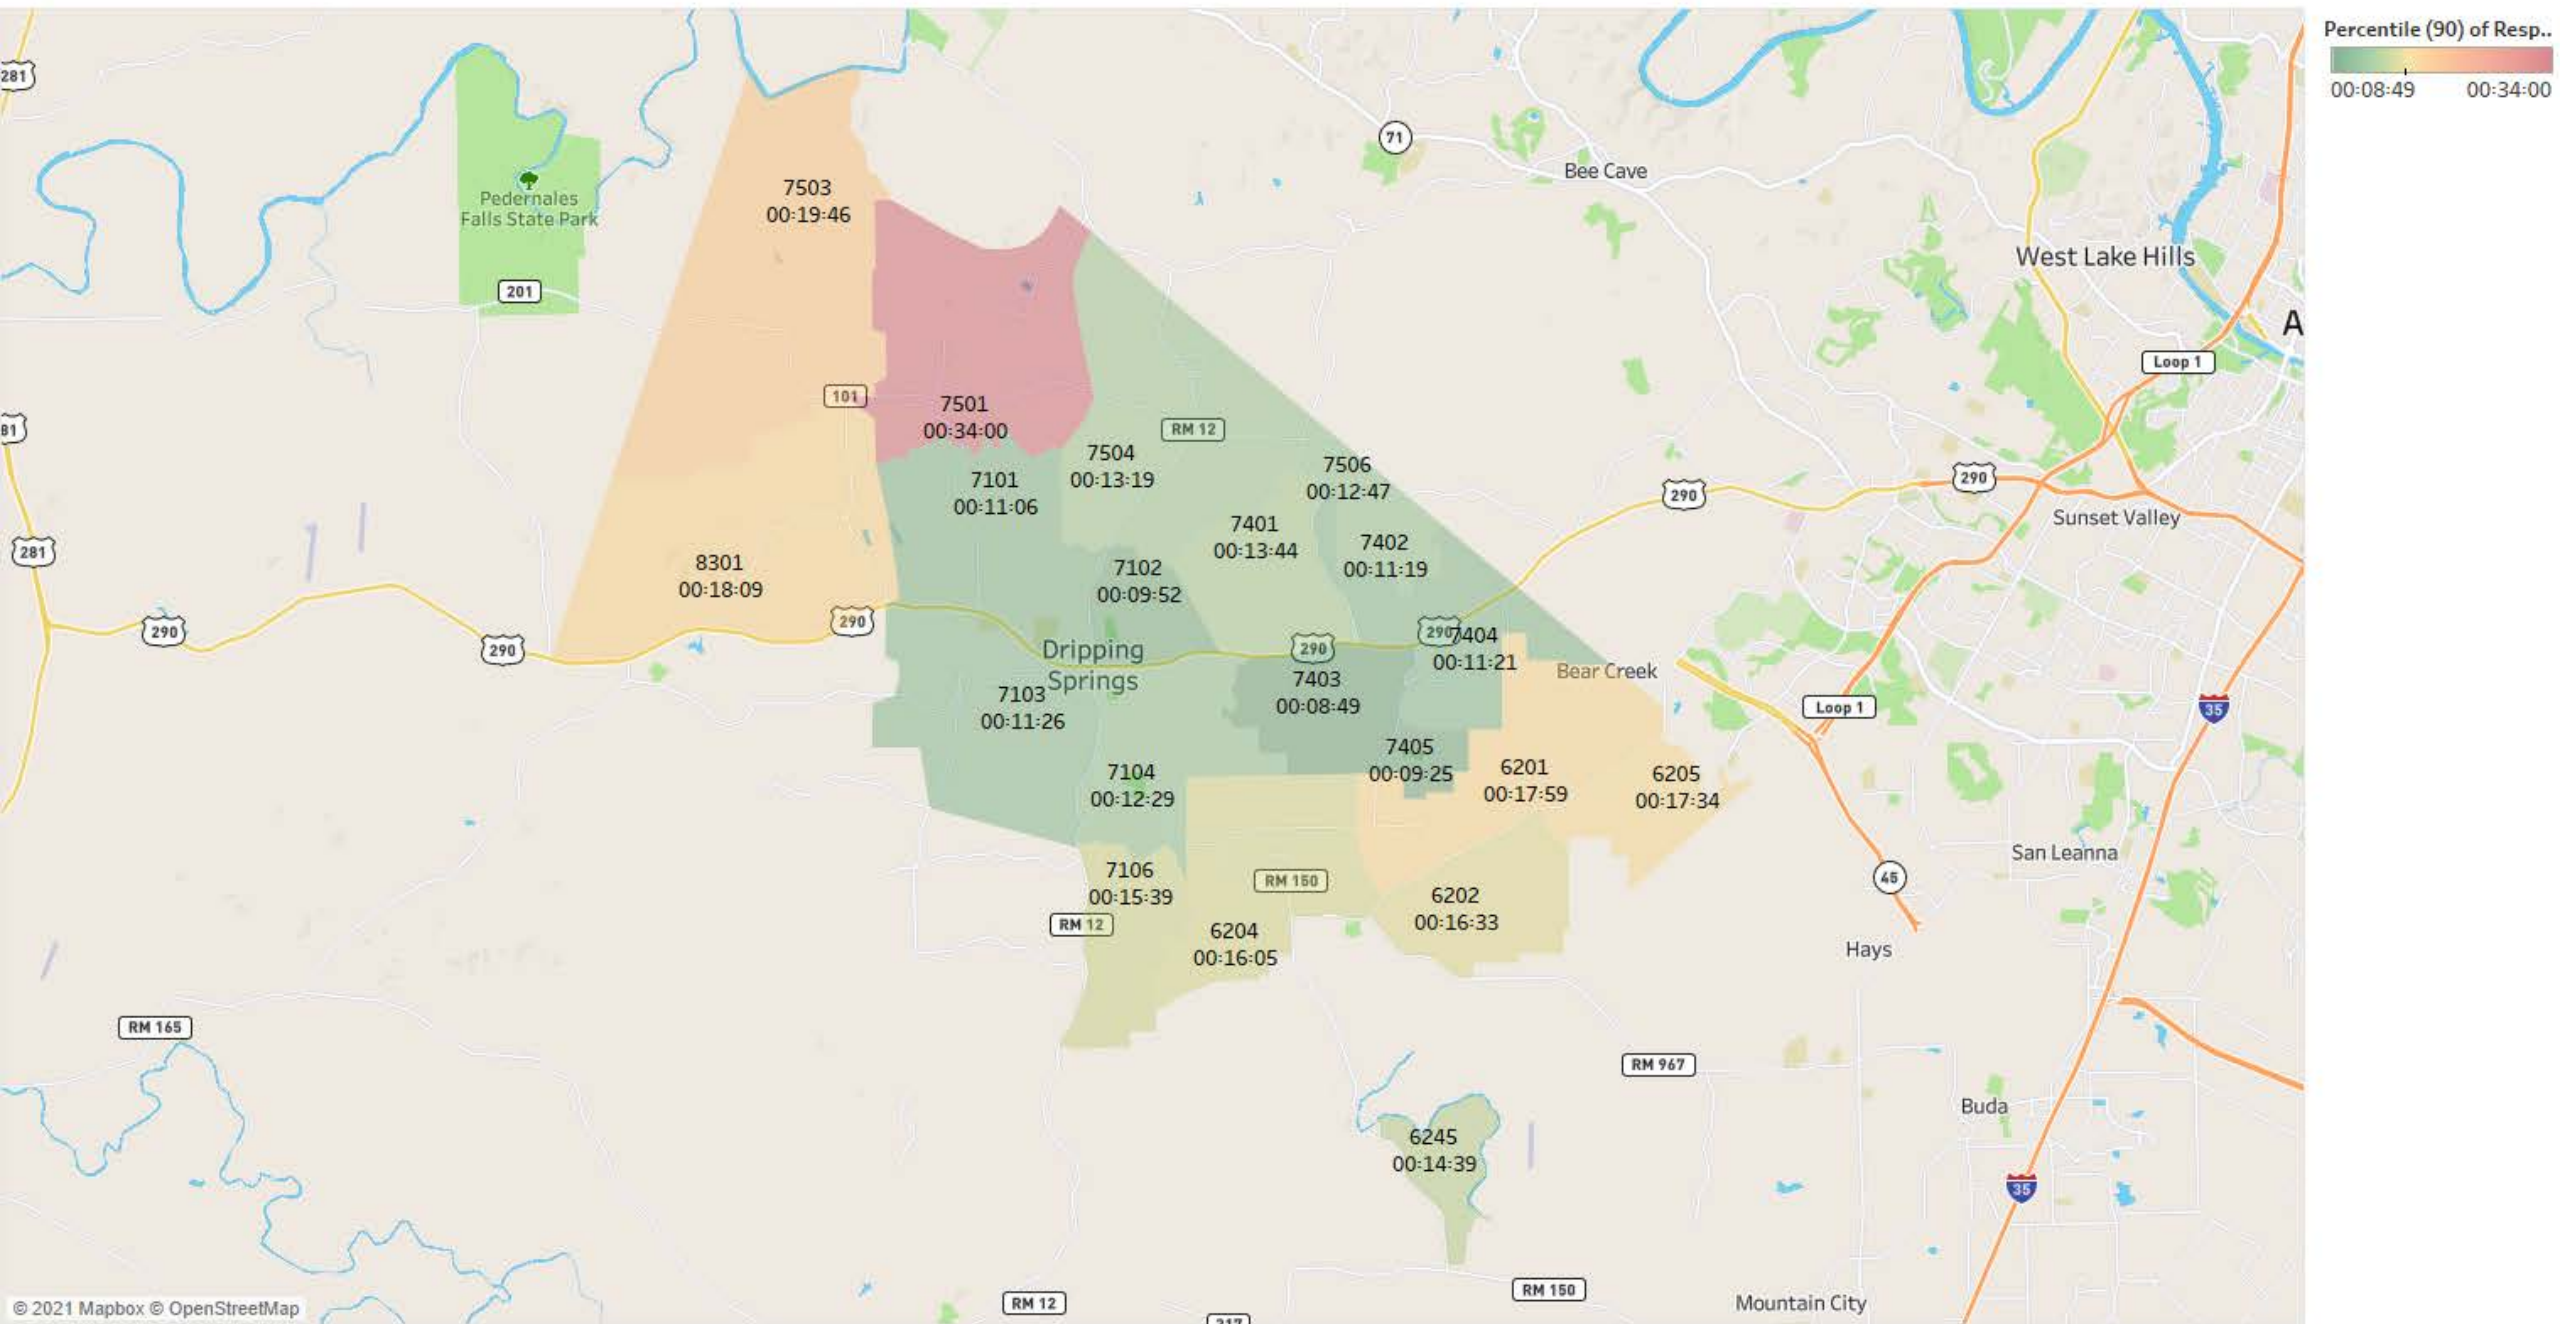 Percentile (90) of Resp..
00:08:49 00:34:00
281
71
Bee Cave
Pedernales
Falls State Park
7503
00:19:46
West Lake Hills
201
A
Loop 1
101
7501
00:34:00
RM 12
81
7504
00:13:19
7506
00:12:47
7101
00:11:06
290
290
Sunset Valley
7401
00:13:44
7402
00:11:19
281
8301
00:18:09
7102
00:09:52
290
290
290
290
290
7404
00:11:21
Dripping
Springs
Bear Creek
7403
00:08:49
7103
00:11:26
Loop 1
35
7405
00:09:25
7104
00:12:29
6201
00:17:59
6205
00:17:34
San Leanna
7106
00:15:39
RM 150
45
6202
00:16:33
RM 12
6204
00:16:05
Hays
RM 165
RM 967
Buda
6245
00:14:39
35
RM 150
RM 12
Mountain City
© 2021 Mapbox © OpenStreetMap